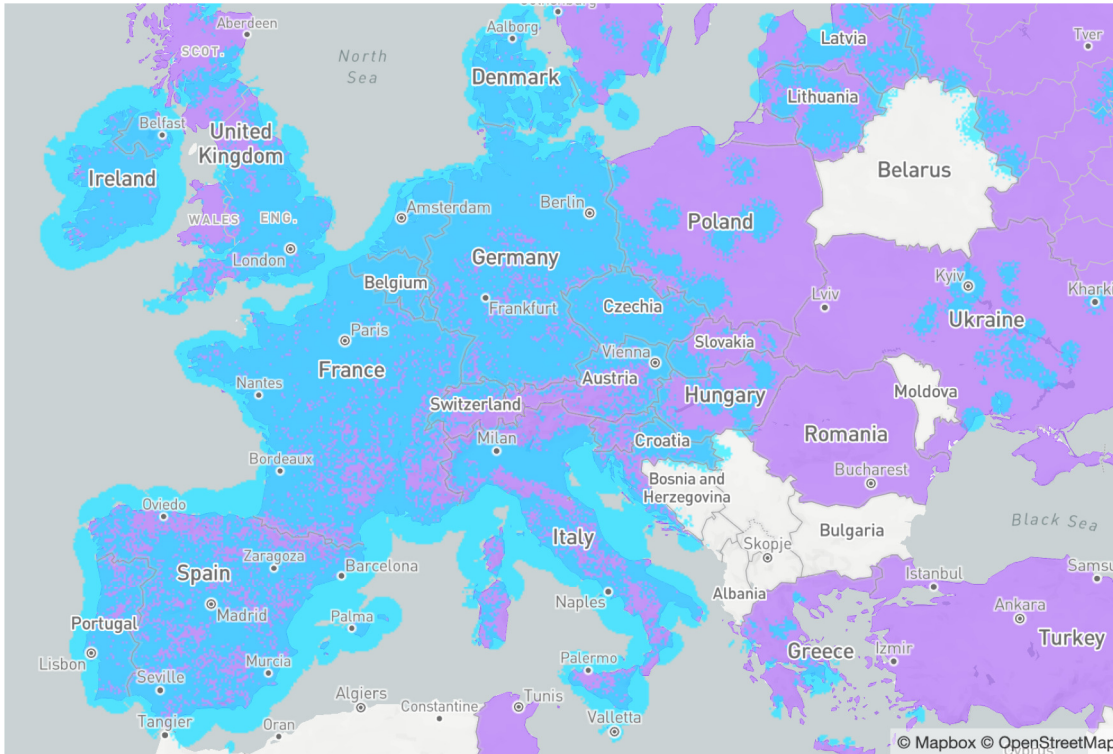 Aberdeen
SCOT.
North
Sea
Aalborg
Denmark
Latvia
Tver
Lithuania
Belfast
United
Kingdom
Ireland
Belarus
WALES
ENG.
Amsterdam
Berlin
Poland
London
Germany
Belgium
Frankfurt
Czechia
Lviv
Kyiv
Kharki
Ukraine
Paris
Slovakia
Vienna
France
Austria
Nantes
Hungary
Moldova
Switzerland
Milan
Croatia
Romania
Bordeaux
Bosnia and
Herzegovina
Bucharest
Oviedo
Black Sea
Italy
Bulgaria
Skopje
Zaragoza
Barcelona
Spain
Istanbul
Samsu
Albania
Madrid
Naples
Palma
Ankara
Portugal
Turkey
Greece
Izmir
Lisbon
Murcia
Palermo
Seville
Algiers
Constantine
Tunis
Tangier
Oran
Valletta
© Mapbox © OpenStreetMap